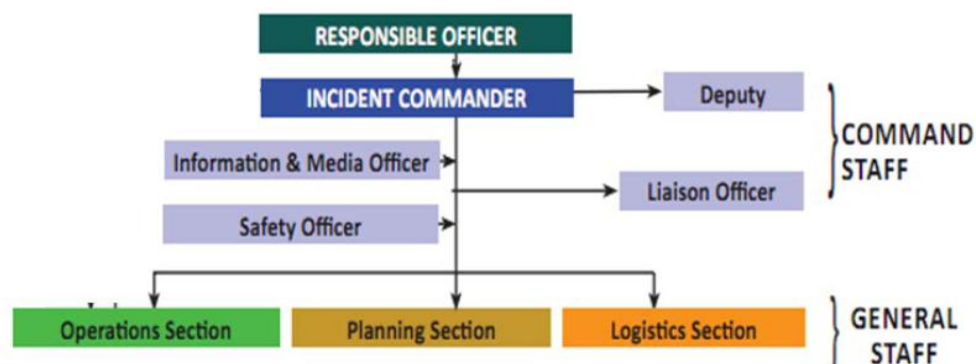 RESPONSIBLE OFFICER
INCIDENT COMMANDER
Deputy
COMMAND
STAFF
Information & Media Officer
Liaison Officer
Safety Officer
Operations Section
Planning Section
Logistics Section
GENERAL
STAFF